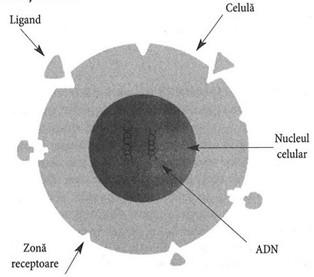 Ligand
Celulă
Nucleul
celular
ADN
Zonă
receptoare